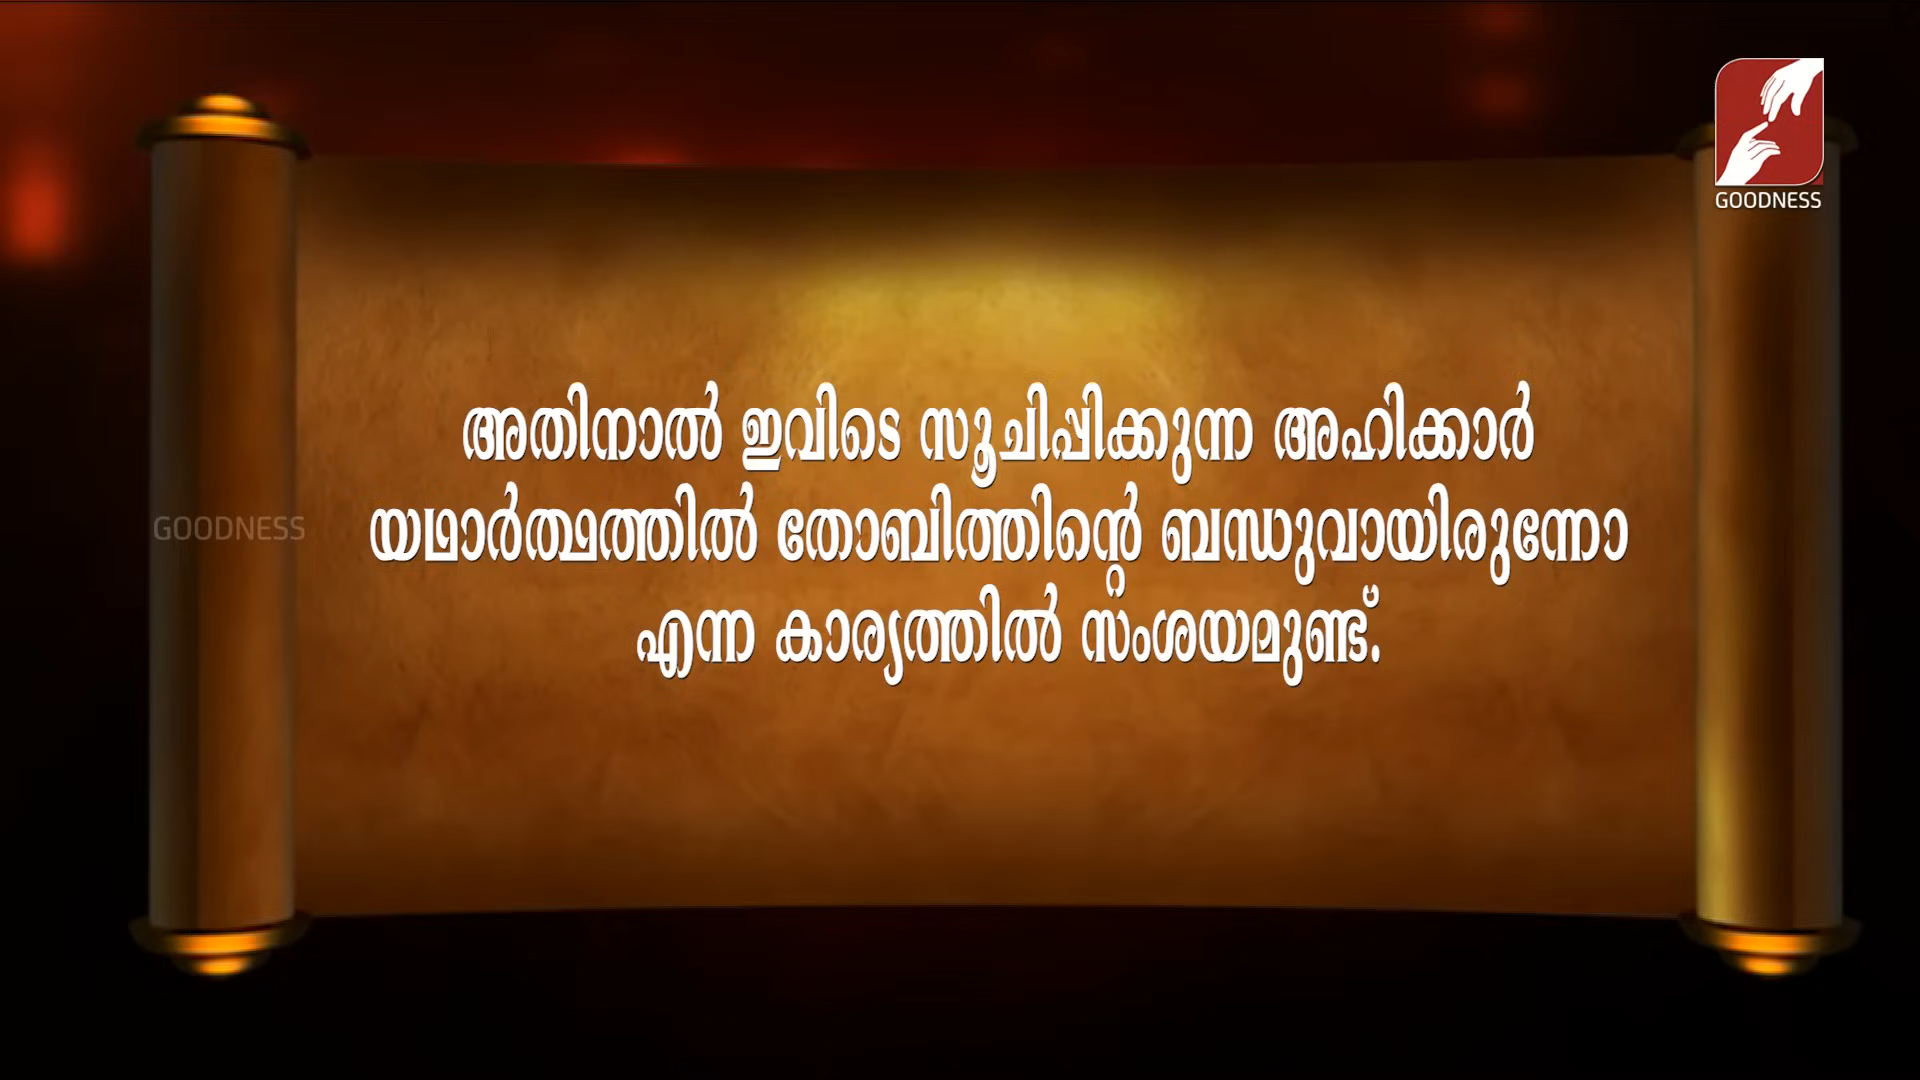 GOODNESS
അതിനാൽ ഇവിടെ സൂചിപ്പിക്കുന്ന അഹിക്കാർ
യഥാർത്ഥത്തിൽ തോബിത്തിന്റെ ബന്ധുവായിരുന്നോ
എന്ന കാര്യത്തിൽ സംശയമുണ്ട്.
GOODNESS